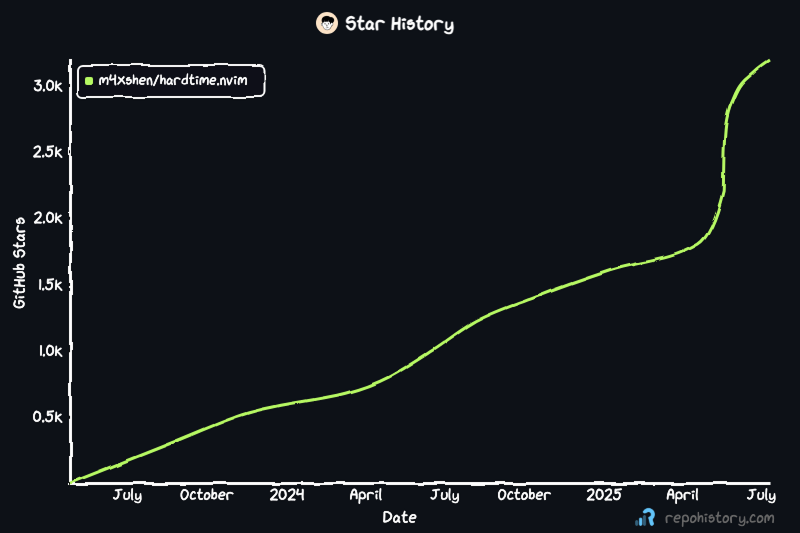 Star History
m4xshen/hardtime.nvim
3.0k
2.5k
2.0k
1.5k
1.0k
0.5k
GitHub Stars
July October 2024 April July October 2025 April July
Date
repohistory.com